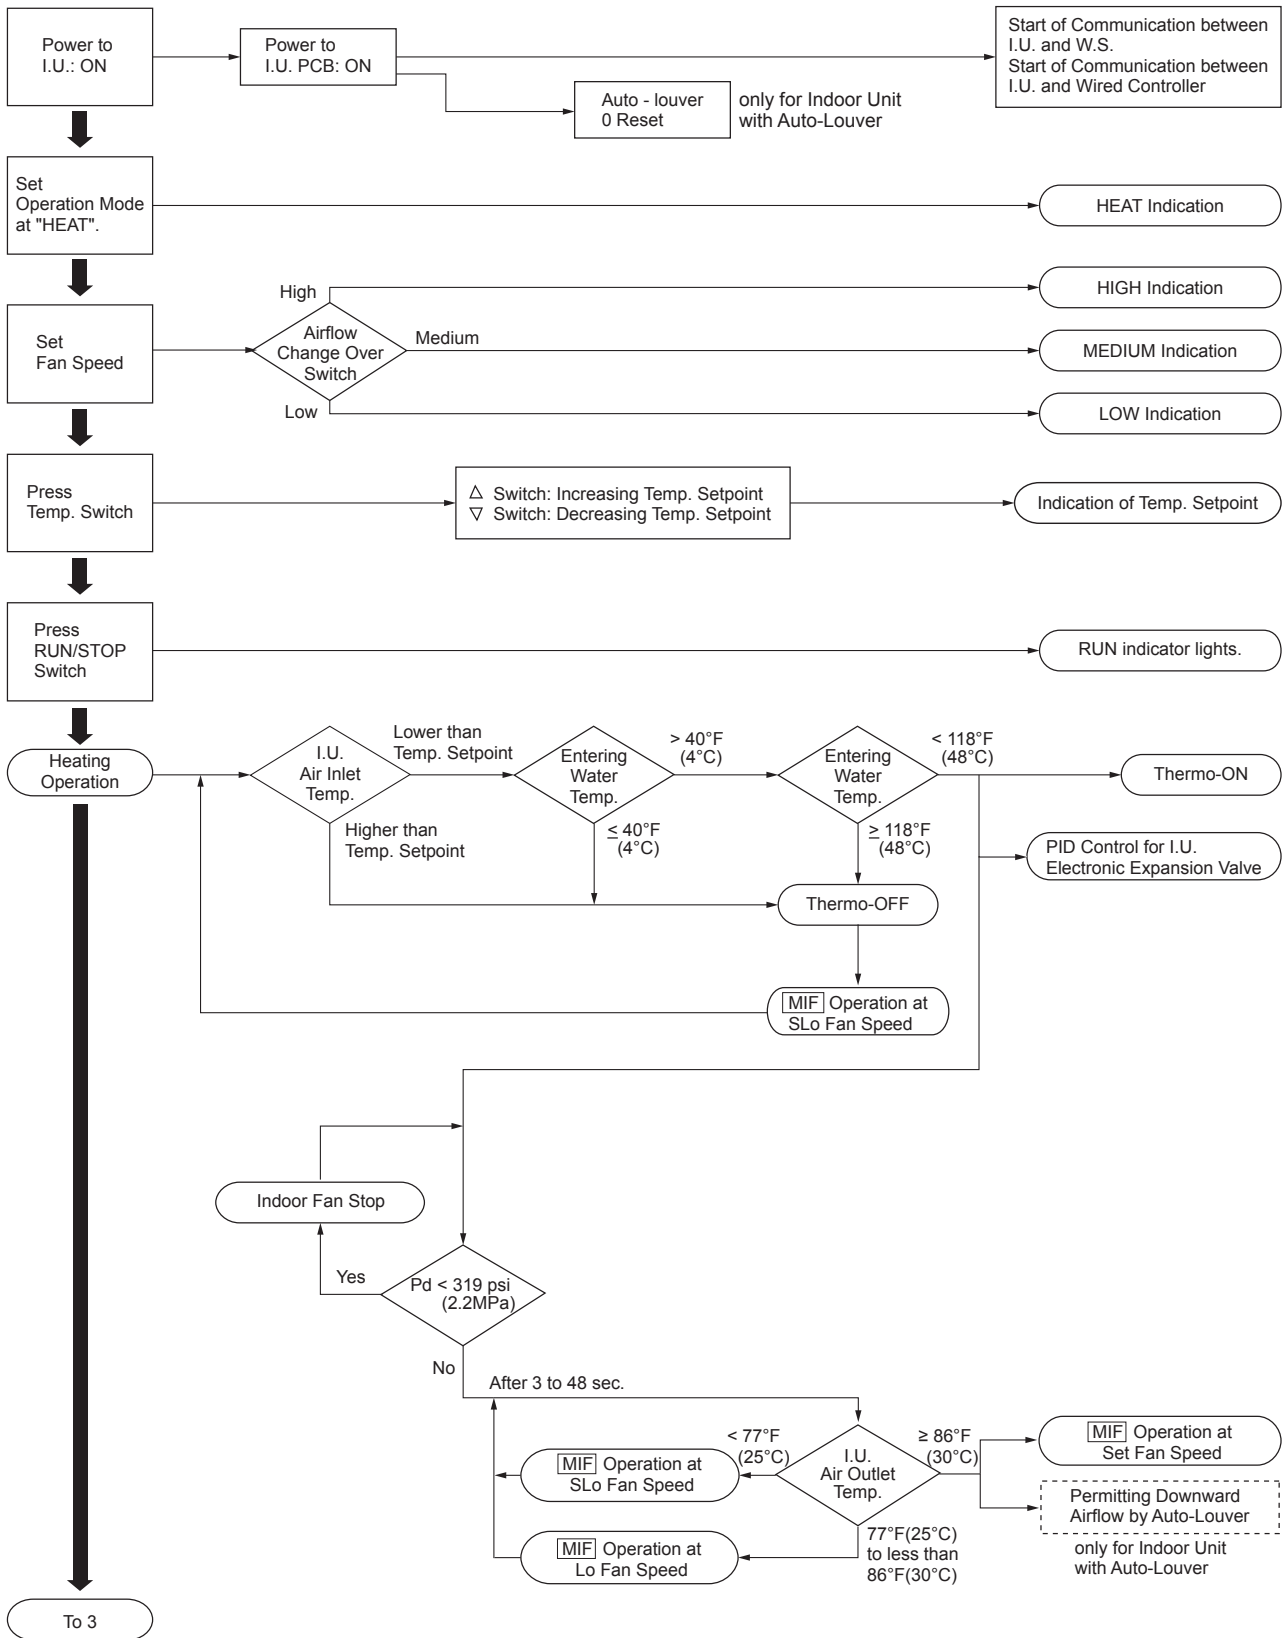 Power to
I.U.: ON
Power to
I.U. PCB: ON
Start of Communication between
I.U. and W.S.
Start of Communication between
I.U. and Wired Controller
Auto - louver
0 Reset
only for Indoor Unit
with Auto-Louver
Set
Operation Mode
at "HEAT".
HEAT Indication
Set
Fan Speed
High
Airflow
Change Over
Switch
Medium
Low
HIGH Indication
MEDIUM Indication
LOW Indication
Press
Temp. Switch
△ Switch: Increasing Temp. Setpoint
▽ Switch: Decreasing Temp. Setpoint
Indication of Temp. Setpoint
Press
RUN/STOP
Switch
RUN indicator lights.
Heating
Operation
I.U.
Air Inlet
Temp.
Lower than
Temp. Setpoint
Higher than
Temp. Setpoint
Entering
Water
Temp.
> 40°F
(4°C)
≤ 40°F
(4°C)
Entering
Water
Temp.
< 118°F
(48°C)
≥ 118°F
(48°C)
Thermo-ON
PID Control for I.U.
Electronic Expansion Valve
Thermo-OFF
MIF Operation at
SLo Fan Speed
Indoor Fan Stop
Yes
Pd < 319 psi
(2.2MPa)
No
After 3 to 48 sec.
< 77°F
(25°C)
I.U.
Air Outlet
Temp.
≥ 86°F
(30°C)
MIF Operation at
SLo Fan Speed
MIF Operation at
Set Fan Speed
Permitting Downward
Airflow by Auto-Louver
only for Indoor Unit
with Auto-Louver
77°F(25°C)
to less than
86°F(30°C)
MIF Operation at
Lo Fan Speed
To 3